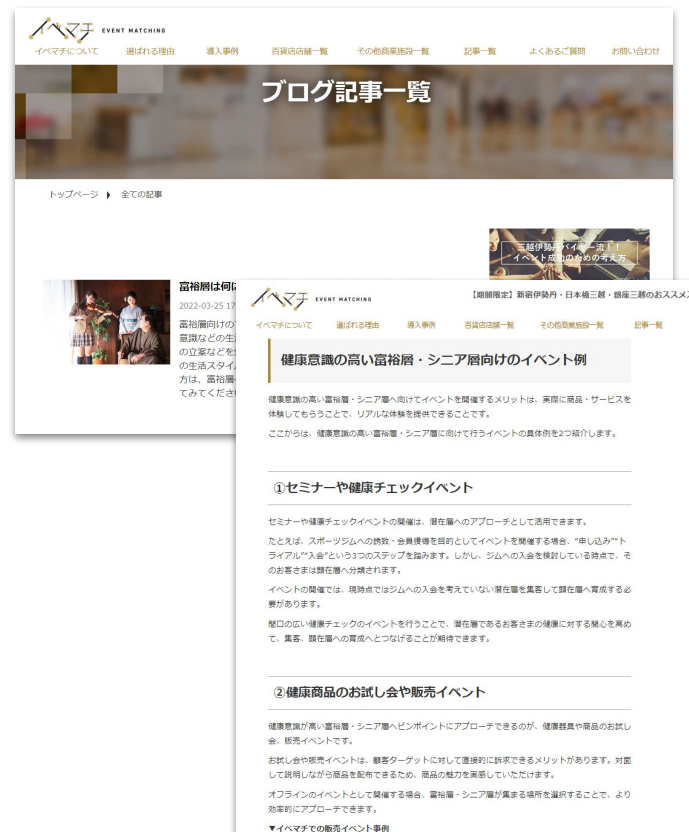 イベマチ EVENT MATCHING
イベマチについて 選ばれる理由 導入事例 百貨店店舗一覧 その他商業施設一覧 記事一覧 よくあるご質問 お問い合わせ
ブログ記事一覧
トップページ 全ての記事
三越伊勢丹バイヤー流!!
イベント成功のための考え方
富裕層は何に
2022-03-25 17
富裕層向けの
意識などの生
の立案などを
の生活スタイ
方は、富裕層
てみてくださ
イベマチ EVENT MATCHING
【期間限定】新宿伊勢丹・日本橋三越・銀座三越のおススメ
イベマチについて 選ばれる理由 導入事例 百貨店店舗一覧 その他商業施設一覧 記事一覧
健康意識の高い富裕層・シニア層向けのイベント例
健康意識の高い富裕層・シニア層へ向けてイベントを開催するメリットは、実際に商品・サービスを
体験してもらうことで、リアルな体験を提供できることです。
ここからは、健康意識の高い富裕層・シニア層に向けて行うイベントの具体例を2つ紹介します。
①セミナーや健康チェックイベント
セミナーや健康チェックイベントの開催は、潜在層へのアプローチとして活用できます。
たとえば、スポーツジムへの誘致・会員獲得を目的としてイベントを開催する場合、“申し込み”“ト
ライアル”“入会”という3つのステップを踏みます。しかし、ジムへの入会を検討している時点で、そ
のお客さまは顕在層へ分類されます。
イベントの開催では、現時点ではジムへの入会を考えていない潜在層を集客して顕在層へ育成する必
要があります。
間口の広い健康チェックのイベントを行うことで、潜在層であるお客さまの健康に対する関心を高め
て、集客、顕在層への育成へとつなげることが期待できます。
②健康商品のお試し会や販売イベント
健康意識が高い富裕層・シニア層へピンポイントにアプローチできるのが、健康器具や商品のお試し
会、販売イベントです。
お試し会や販売イベントは、顧客ターゲットに対して直接的に訴求できるメリットがあります。対面
して説明しながら商品を配布できるため、商品の魅力を実感していただけます。
オフラインのイベントとして開催する場合、富裕層・シニア層が集まる場所を選択することで、より
効率的にアプローチできます。
▼イベマチでの販売イベント事例